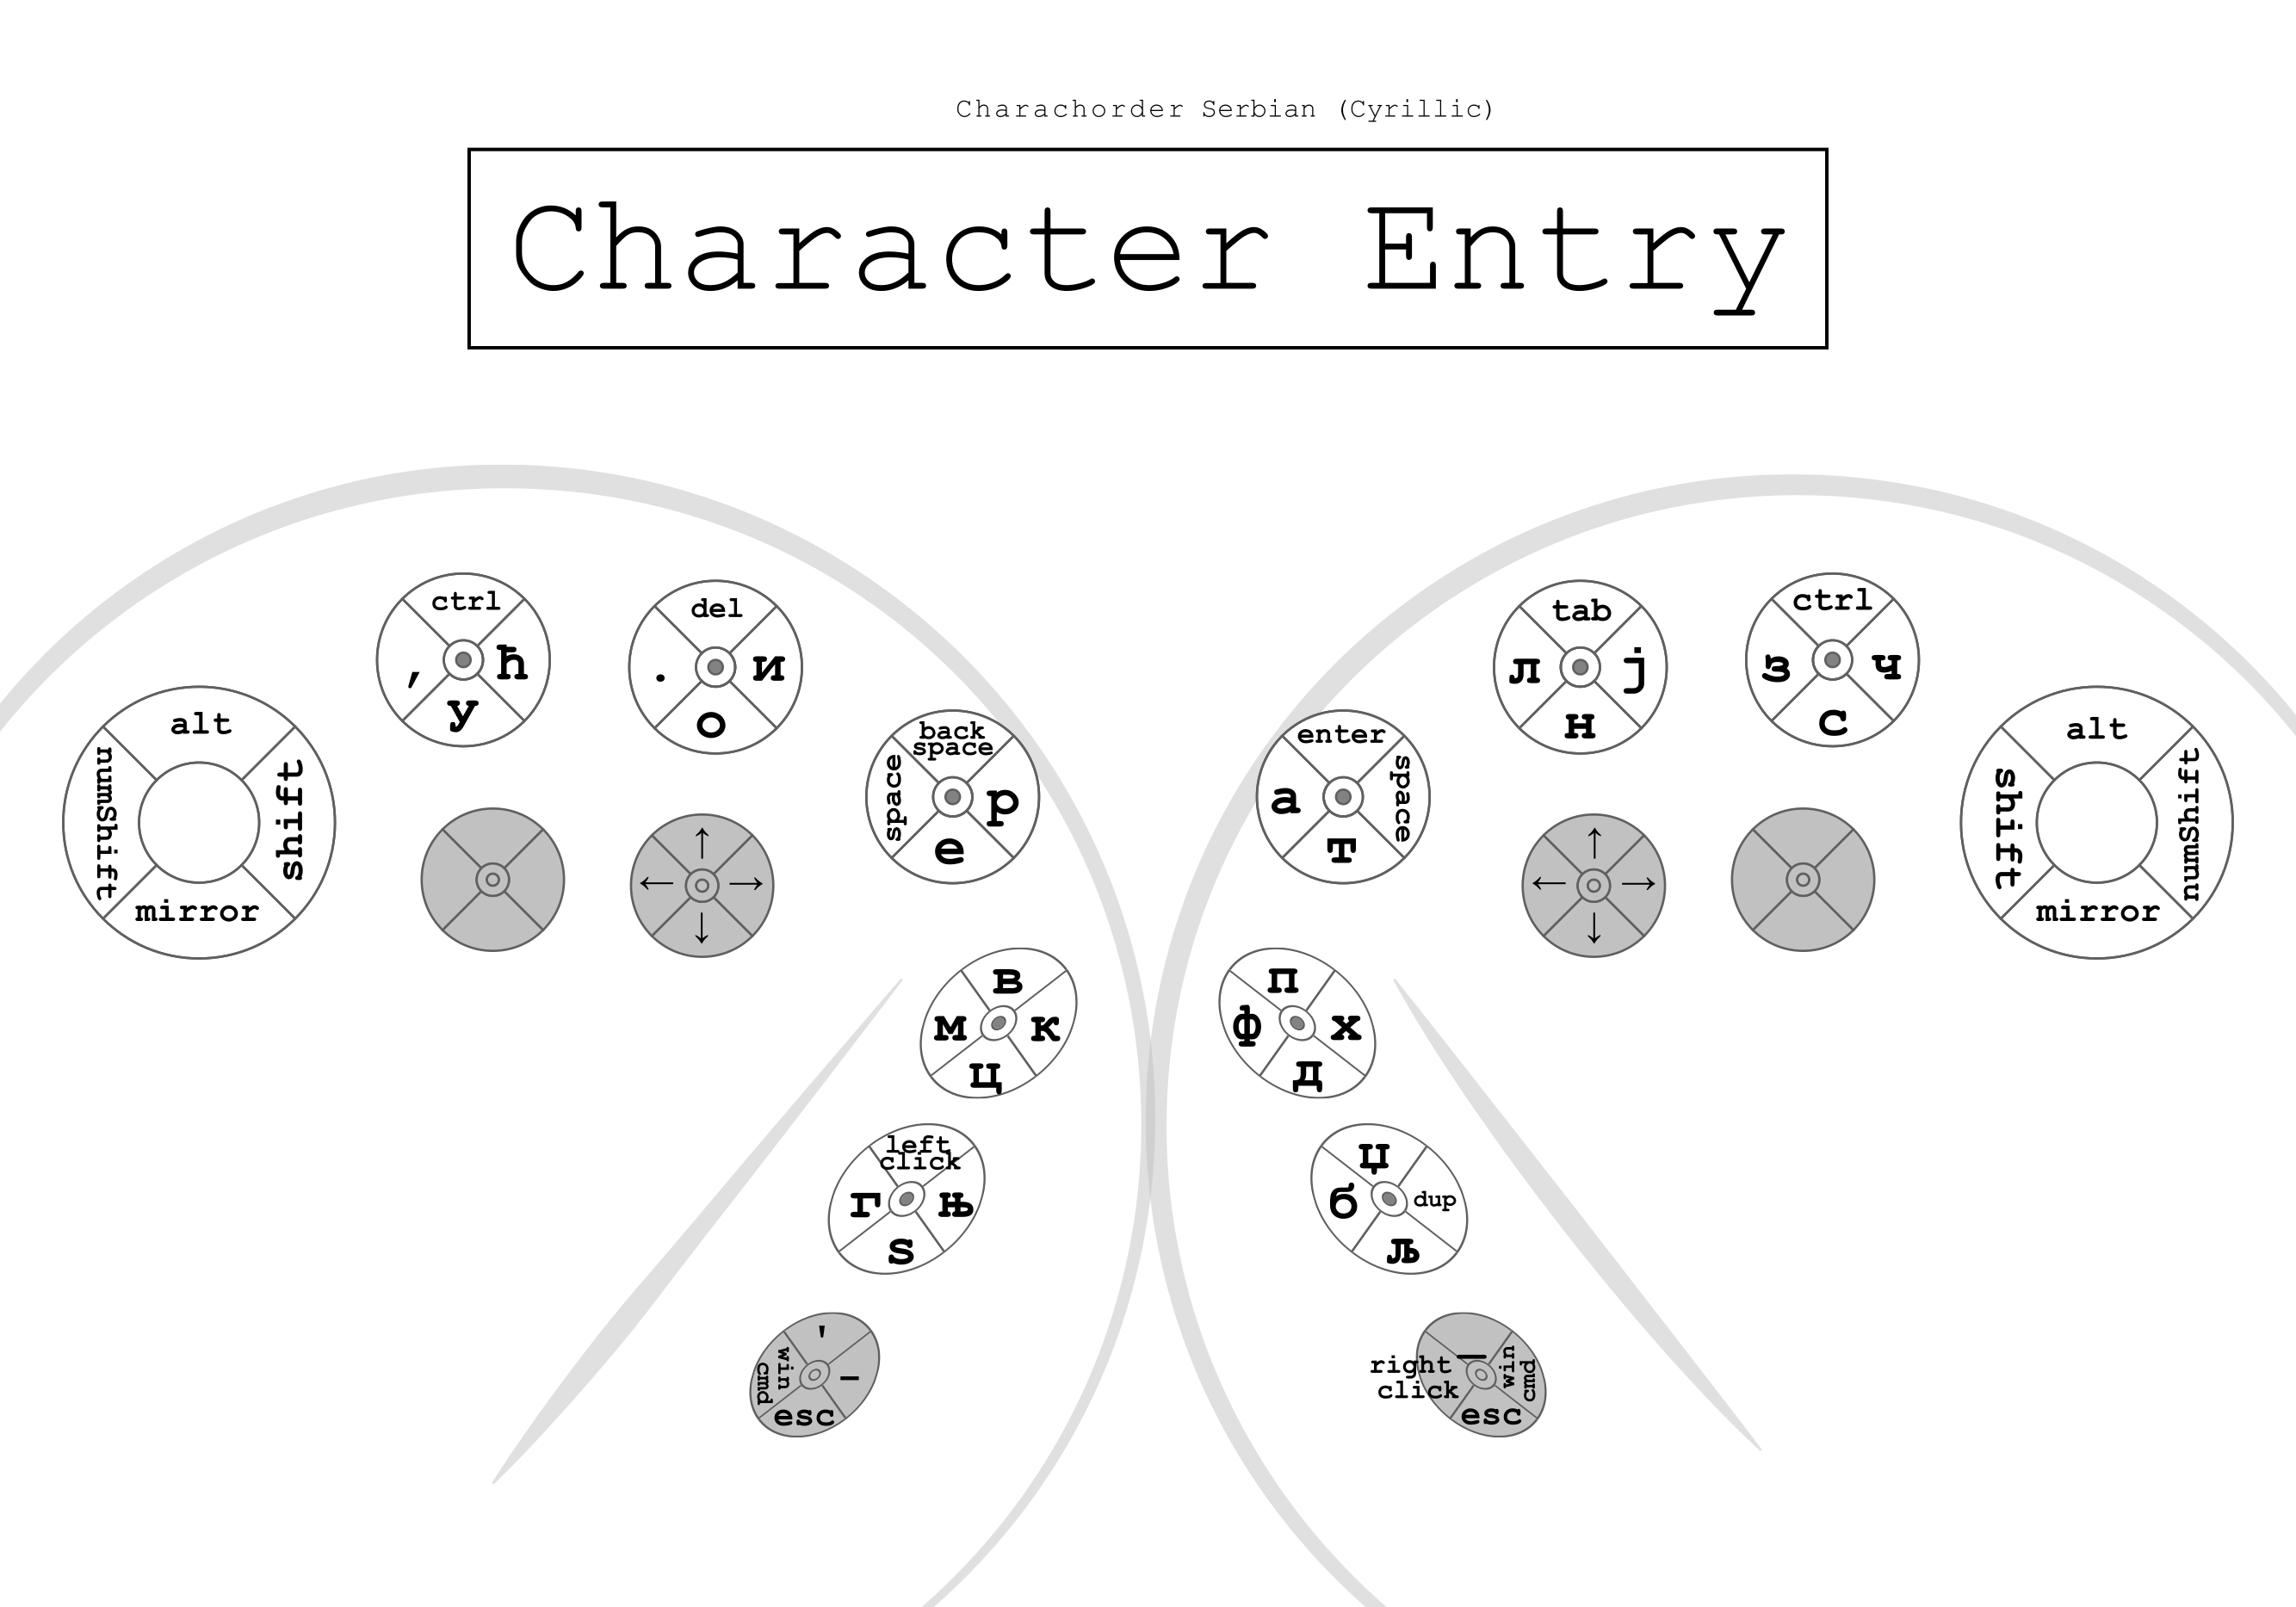 Charachorder Serbian (Cyrillic)
Character Entry
ctrl
, ћ
у
del
. и
о
tab
л ј
н
ctrl
з ч
с
alt
numShift shift
mirror
back
space
space р
е
enter
а space
т
alt
shift numShift
mirror
↑
← →
↓
↑
← →
↓
в
м к
ц
п
ф х
д
left
click
г њ
ѕ
џ
б dup
љ
'
win
cmd –
esc
—
right
click
win
cmd
esc